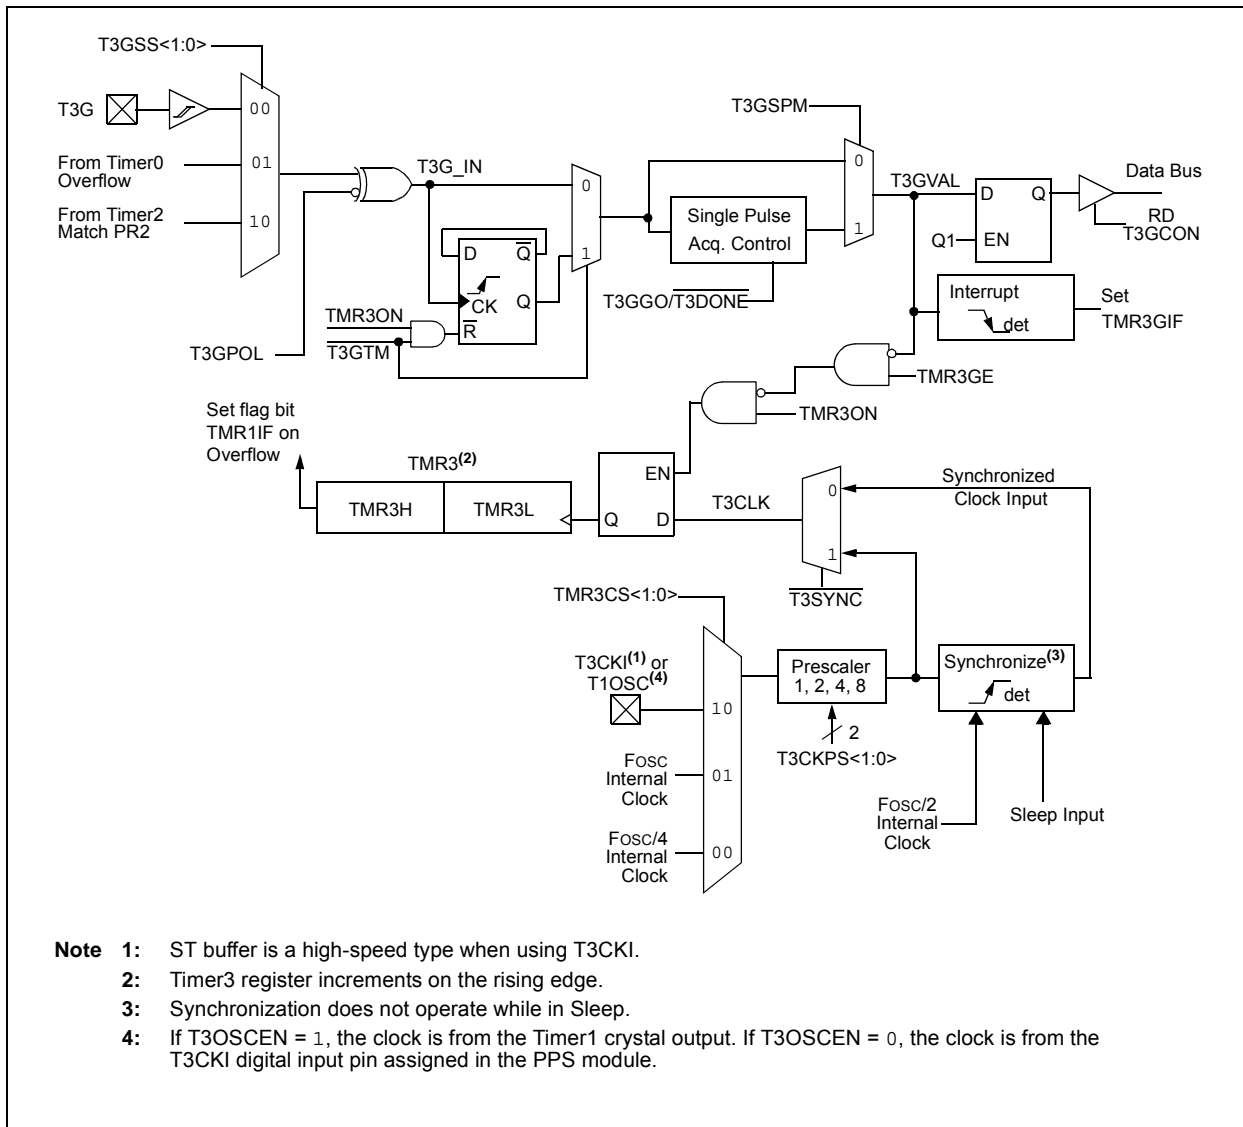 T3GSS<1:0>
T3G
00
T3GSPM
From Timer0
Overflow
01
T3G_IN
0
0
T3GVAL
D
Q
Data Bus
From Timer2
Match PR2
10
Single Pulse
Acq. Control
1
RD
T3GCON
Q1
EN
D
Q
1
CK
Q
R
T3GGO/T3DONE
Interrupt
det
Set
TMR3GIF
TMR3ON
T3GTM
T3GPOL
TMR3GE
TMR3ON
Set flag bit
TMR1IF on
Overflow
TMR3(2)
EN
Synchronized
Clock Input
TMR3H
TMR3L
Q
D
T3CLK
0
1
TMR3CS<1:0>
T3SYNC
T3CKI(1) or
T1OSC(4)
Prescaler
1, 2, 4, 8
Synchronize(3)
det
10
2
T3CKPS<1:0>
FOSC
Internal
Clock
01
FOSC/2
Internal
Clock
Sleep Input
FOSC/4
Internal
Clock
00
Note 1: ST buffer is a high-speed type when using T3CKI.
2: Timer3 register increments on the rising edge.
3: Synchronization does not operate while in Sleep.
4: If T3OSCEN = 1, the clock is from the Timer1 crystal output. If T3OSCEN = 0, the clock is from the
T3CKI digital input pin assigned in the PPS module.